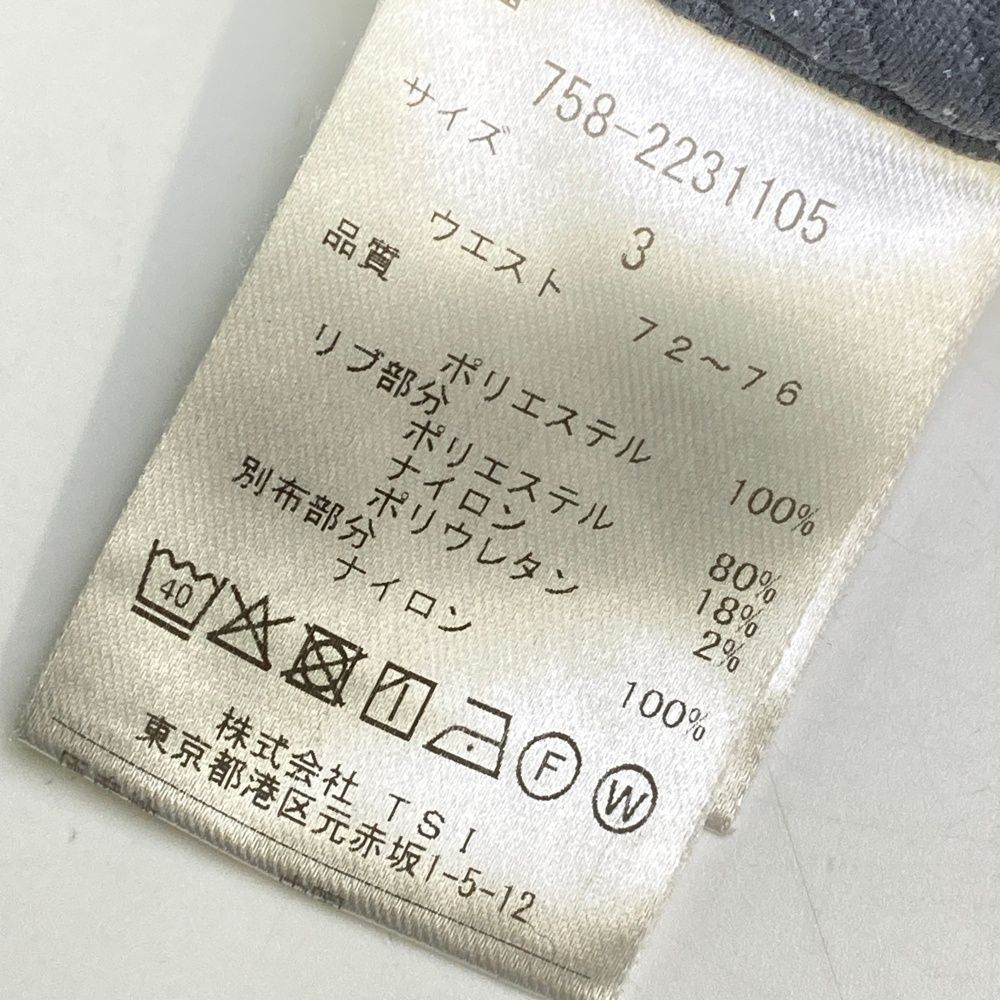 758-2231105
サイズ 3
ウエスト 72～76
品質
ポリエステル 100%
リブ部分
ポリエステル 80%
ナイロン 18%
ポリウレタン 2%
別布部分
ナイロン 100%
40
F W
株式会社 TSI
東京都港区元赤坂1-5-12